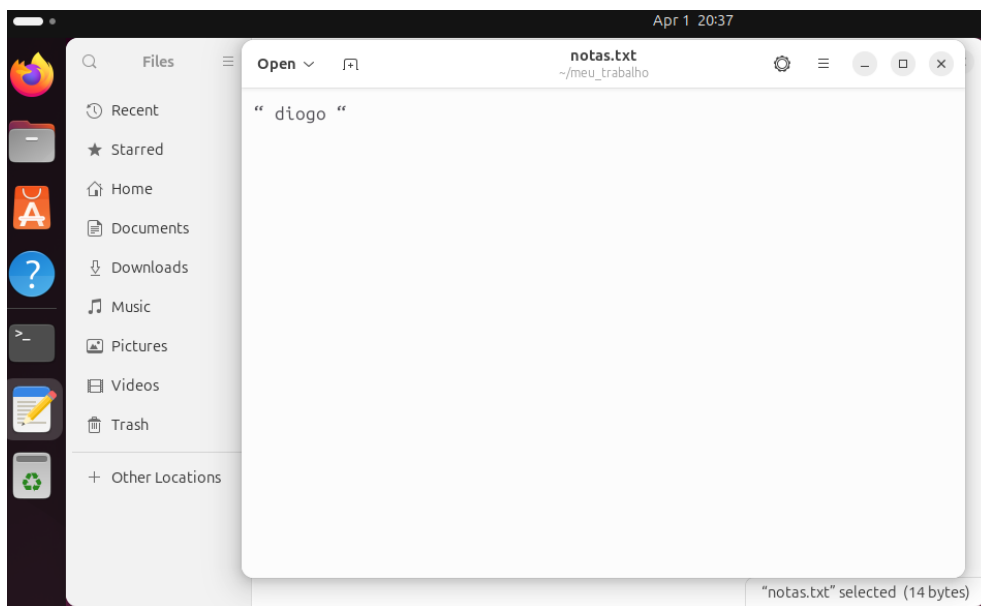 Apr 1 20:37
Files
Recent
Starred
Home
Documents
Downloads
Music
Pictures
Videos
Trash
+ Other Locations
Open
notas.txt
~/meu_trabalho
“ diogo “
“notas.txt” selected (14 bytes)